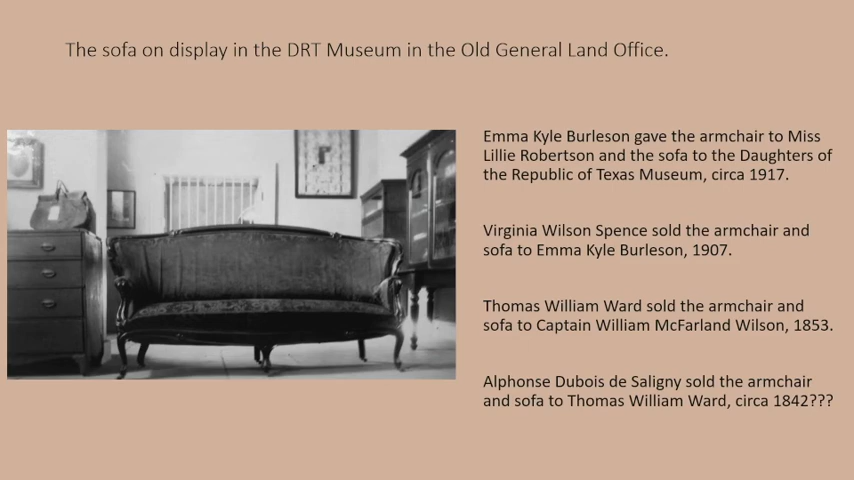 The sofa on display in the DRT Museum in the Old General Land Office.
Emma Kyle Burleson gave the armchair to Miss
Lillie Robertson and the sofa to the Daughters of
the Republic of Texas Museum, circa 1917.
Virginia Wilson Spence sold the armchair and
sofa to Emma Kyle Burleson, 1907.
Thomas William Ward sold the armchair and
sofa to Captain William McFarland Wilson, 1853.
Alphonse Dubois de Saligny sold the armchair
and sofa to Thomas William Ward, circa 1842???